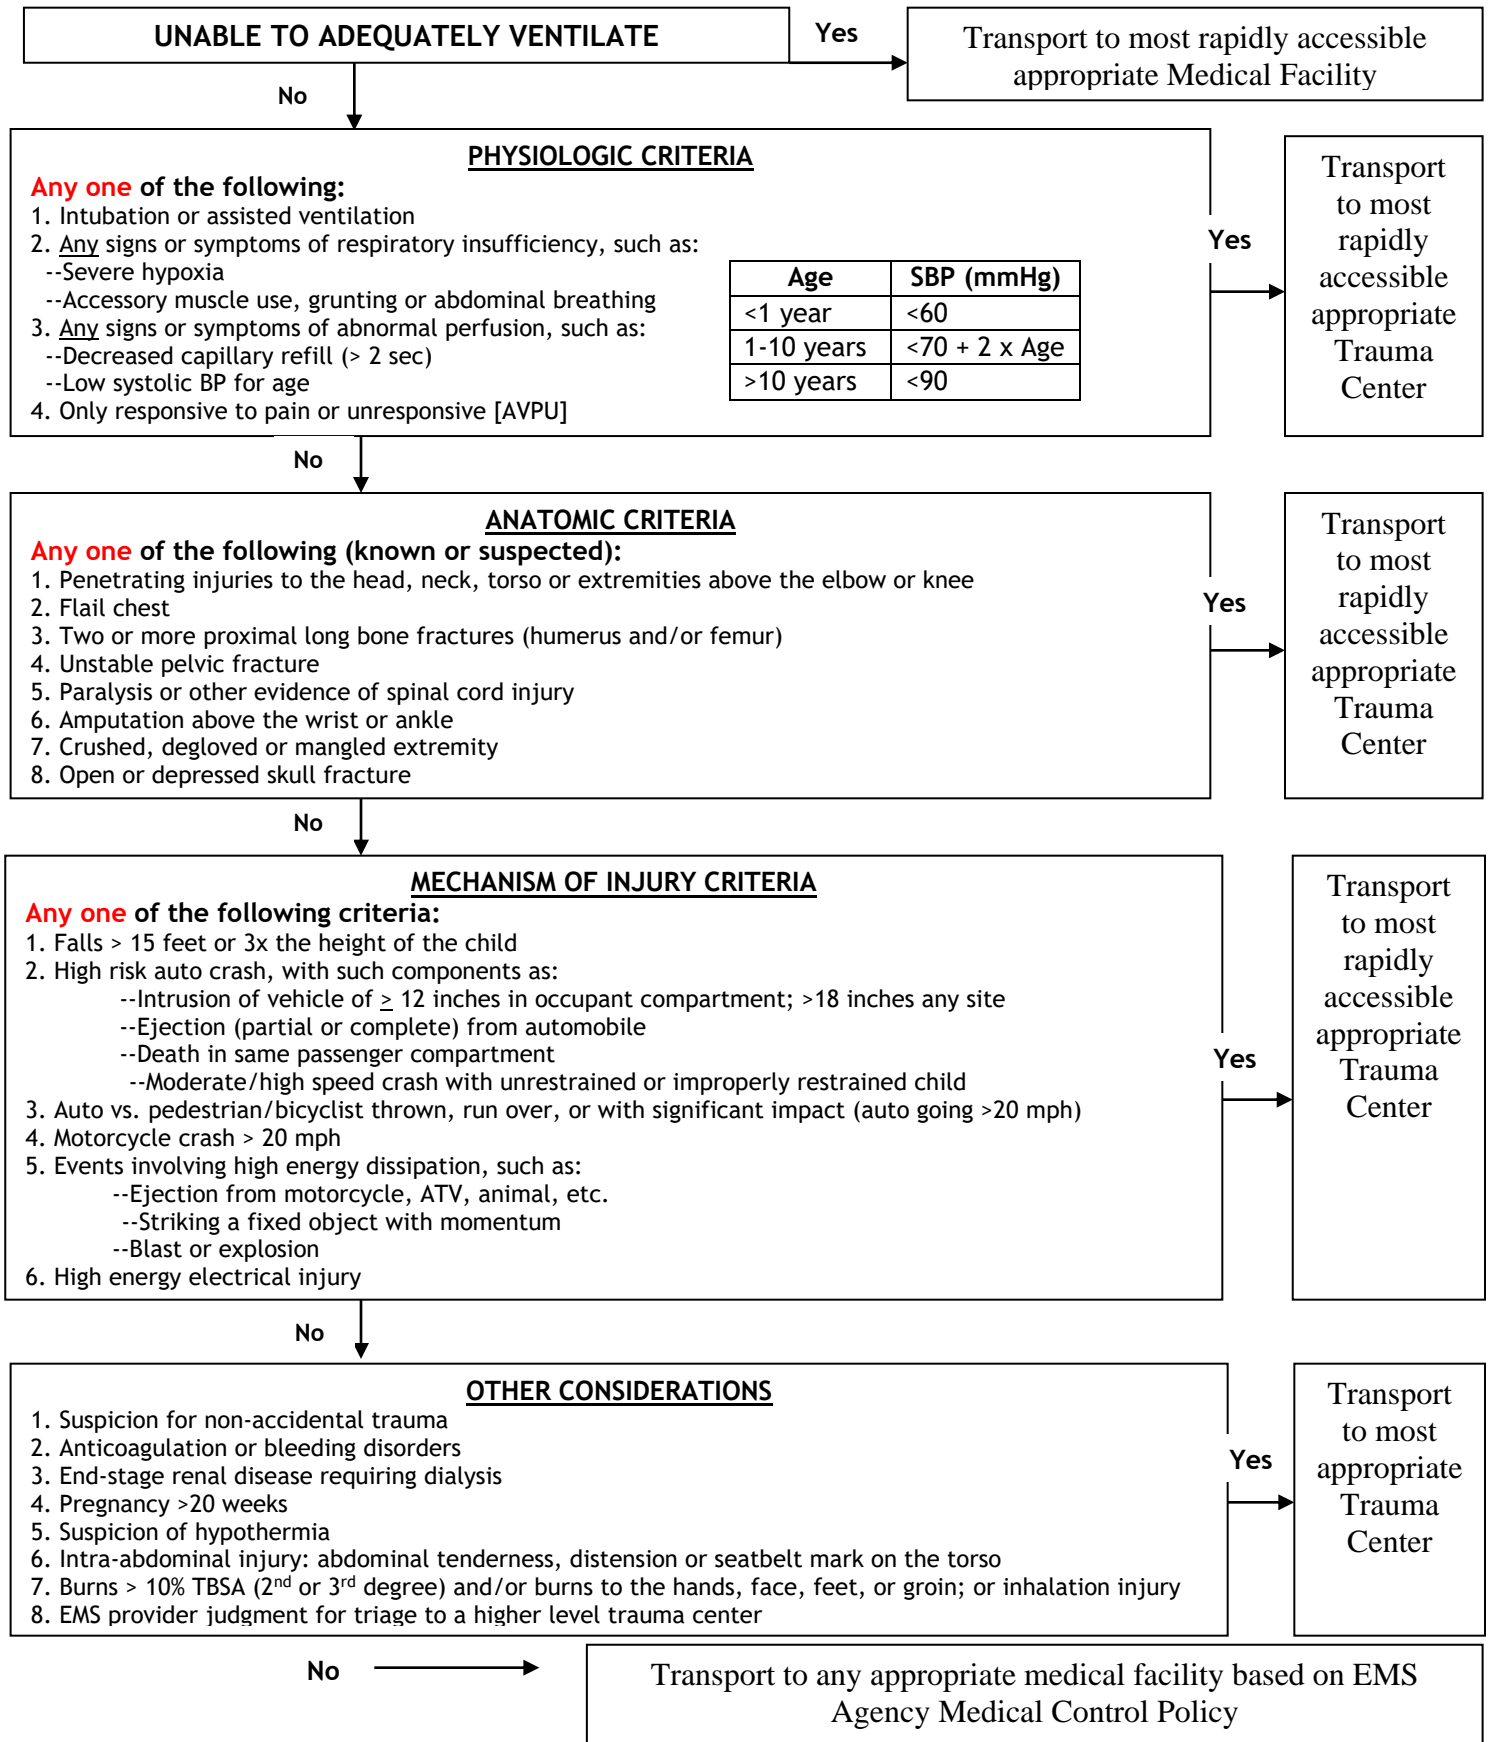 UNABLE TO ADEQUATELY VENTILATE
Yes
Transport to most rapidly accessible
appropriate Medical Facility
No
PHYSIOLOGIC CRITERIA
Any one of the following:
1. Intubation or assisted ventilation
2. Any signs or symptoms of respiratory insufficiency, such as:
--Severe hypoxia
--Accessory muscle use, grunting or abdominal breathing
3. Any signs or symptoms of abnormal perfusion, such as:
--Decreased capillary refill (> 2 sec)
--Low systolic BP for age
4. Only responsive to pain or unresponsive [AVPU]
Age SBP (mmHg)
<1 year <60
1-10 years <70 + 2 x Age
>10 years <90
Yes
Transport
to most
rapidly
accessible
appropriate
Trauma
Center
No
ANATOMIC CRITERIA
Any one of the following (known or suspected):
1. Penetrating injuries to the head, neck, torso or extremities above the elbow or knee
2. Flail chest
3. Two or more proximal long bone fractures (humerus and/or femur)
4. Unstable pelvic fracture
5. Paralysis or other evidence of spinal cord injury
6. Amputation above the wrist or ankle
7. Crushed, degloved or mangled extremity
8. Open or depressed skull fracture
Yes
Transport
to most
rapidly
accessible
appropriate
Trauma
Center
No
MECHANISM OF INJURY CRITERIA
Any one of the following criteria:
1. Falls > 15 feet or 3x the height of the child
2. High risk auto crash, with such components as:
--Intrusion of vehicle of ≥ 12 inches in occupant compartment; >18 inches any site
--Ejection (partial or complete) from automobile
--Death in same passenger compartment
--Moderate/high speed crash with unrestrained or improperly restrained child
3. Auto vs. pedestrian/bicyclist thrown, run over, or with significant impact (auto going >20 mph)
4. Motorcycle crash > 20 mph
5. Events involving high energy dissipation, such as:
--Ejection from motorcycle, ATV, animal, etc.
--Striking a fixed object with momentum
--Blast or explosion
6. High energy electrical injury
Yes
Transport
to most
rapidly
accessible
appropriate
Trauma
Center
No
OTHER CONSIDERATIONS
1. Suspicion for non-accidental trauma
2. Anticoagulation or bleeding disorders
3. End-stage renal disease requiring dialysis
4. Pregnancy >20 weeks
5. Suspicion of hypothermia
6. Intra-abdominal injury: abdominal tenderness, distension or seatbelt mark on the torso
7. Burns > 10% TBSA (2nd or 3rd degree) and/or burns to the hands, face, feet, or groin; or inhalation injury
8. EMS provider judgment for triage to a higher level trauma center
Yes
Transport
to most
appropriate
Trauma
Center
No
Transport to any appropriate medical facility based on EMS
Agency Medical Control Policy